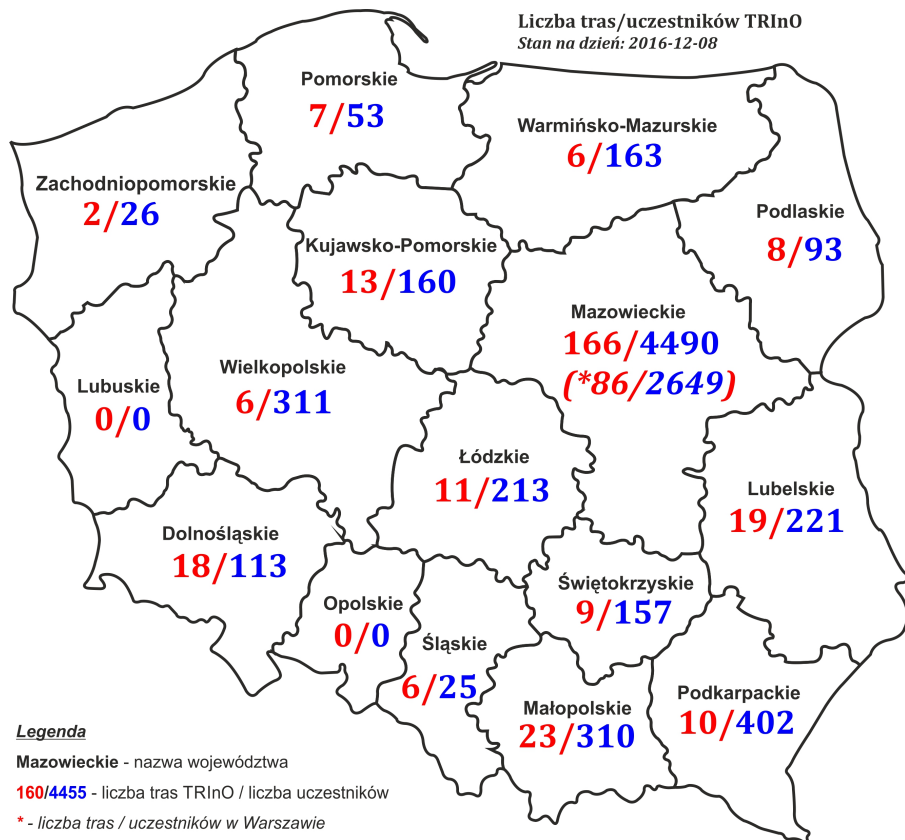 Liczba tras/uczestników TRInO
Stan na dzień: 2016-12-08
Pomorskie
7/53
Warmińsko-Mazurskie
6/163
Zachodniopomorskie
2/26
Podlaskie
8/93
Kujawsko-Pomorskie
13/160
Mazowieckie
166/4490
(*86/2649)
Wielkopolskie
6/311
Lubuskie
0/0
Łódzkie
11/213
Lubelskie
19/221
Dolnośląskie
18/113
Świętokrzyskie
9/157
Opolskie
0/0
Śląskie
6/25
Małopolskie
23/310
Podkarpackie
10/402
Legenda
Mazowieckie - nazwa województwa
160/4455 - liczba tras TRInO / liczba uczestników
* - liczba tras / uczestników w Warszawie